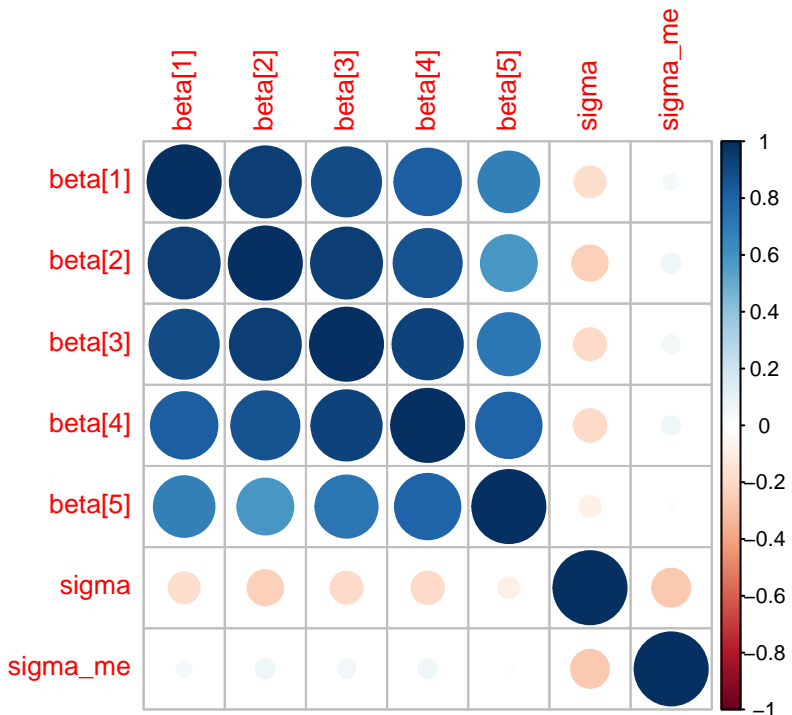 beta[1]
beta[2]
beta[3]
beta[4]
beta[5]
sigma
sigma_me
beta[1]
beta[2]
beta[3]
beta[4]
beta[5]
sigma
sigma_me
1
0.8
0.6
0.4
0.2
0
−0.2
−0.4
−0.6
−0.8
−1